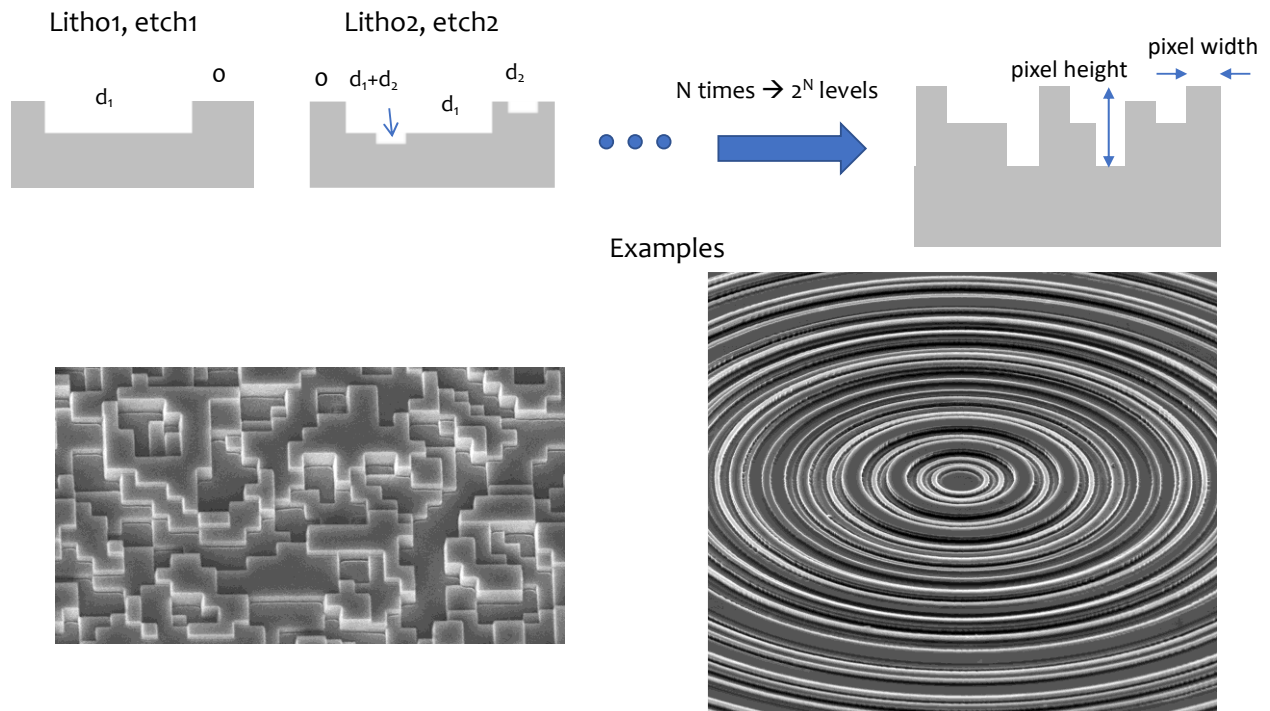 Litho1, etch1
Litho2, etch2
0
d₁
0
d₁+d₂
d₁
d₂
N times → 2ᴺ levels
pixel height
pixel width
Examples